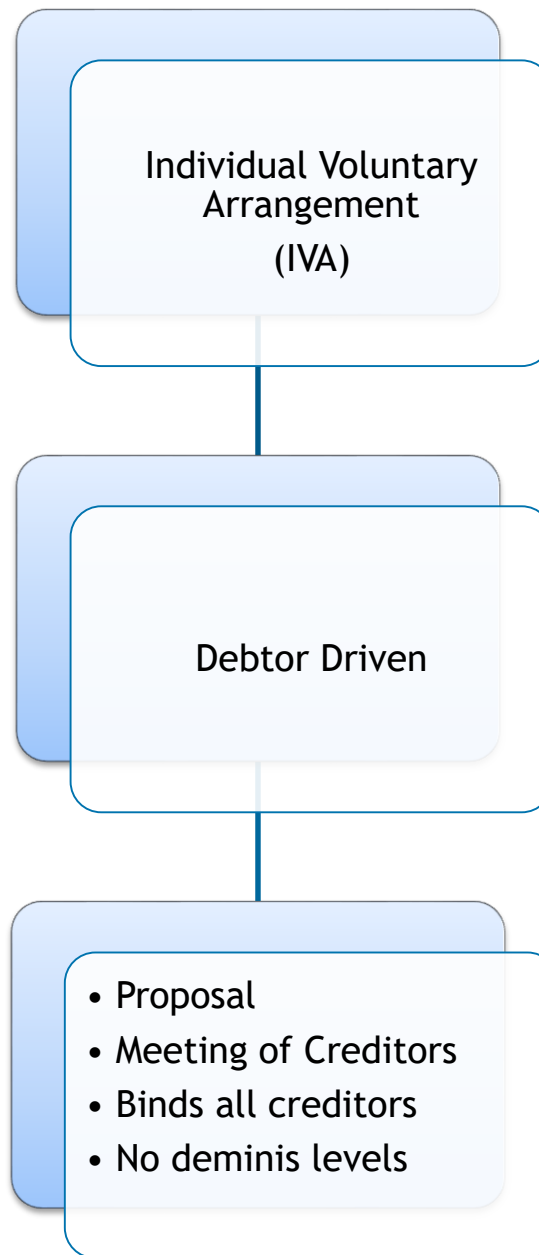 Individual Voluntary
Arrangement
(IVA)
Debtor Driven
• Proposal
• Meeting of Creditors
• Binds all creditors
• No deminis levels